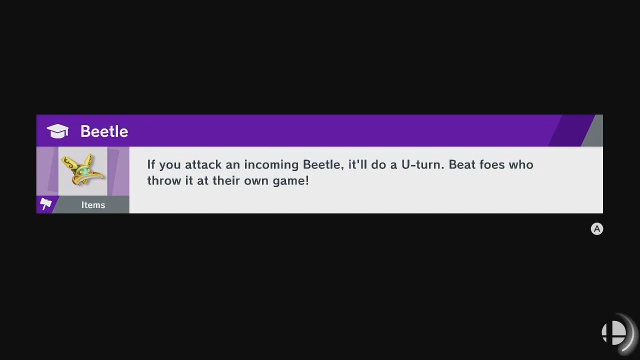 Beetle
If you attack an incoming Beetle, it'll do a U-turn. Beat foes who
throw it at their own game!
Items
A